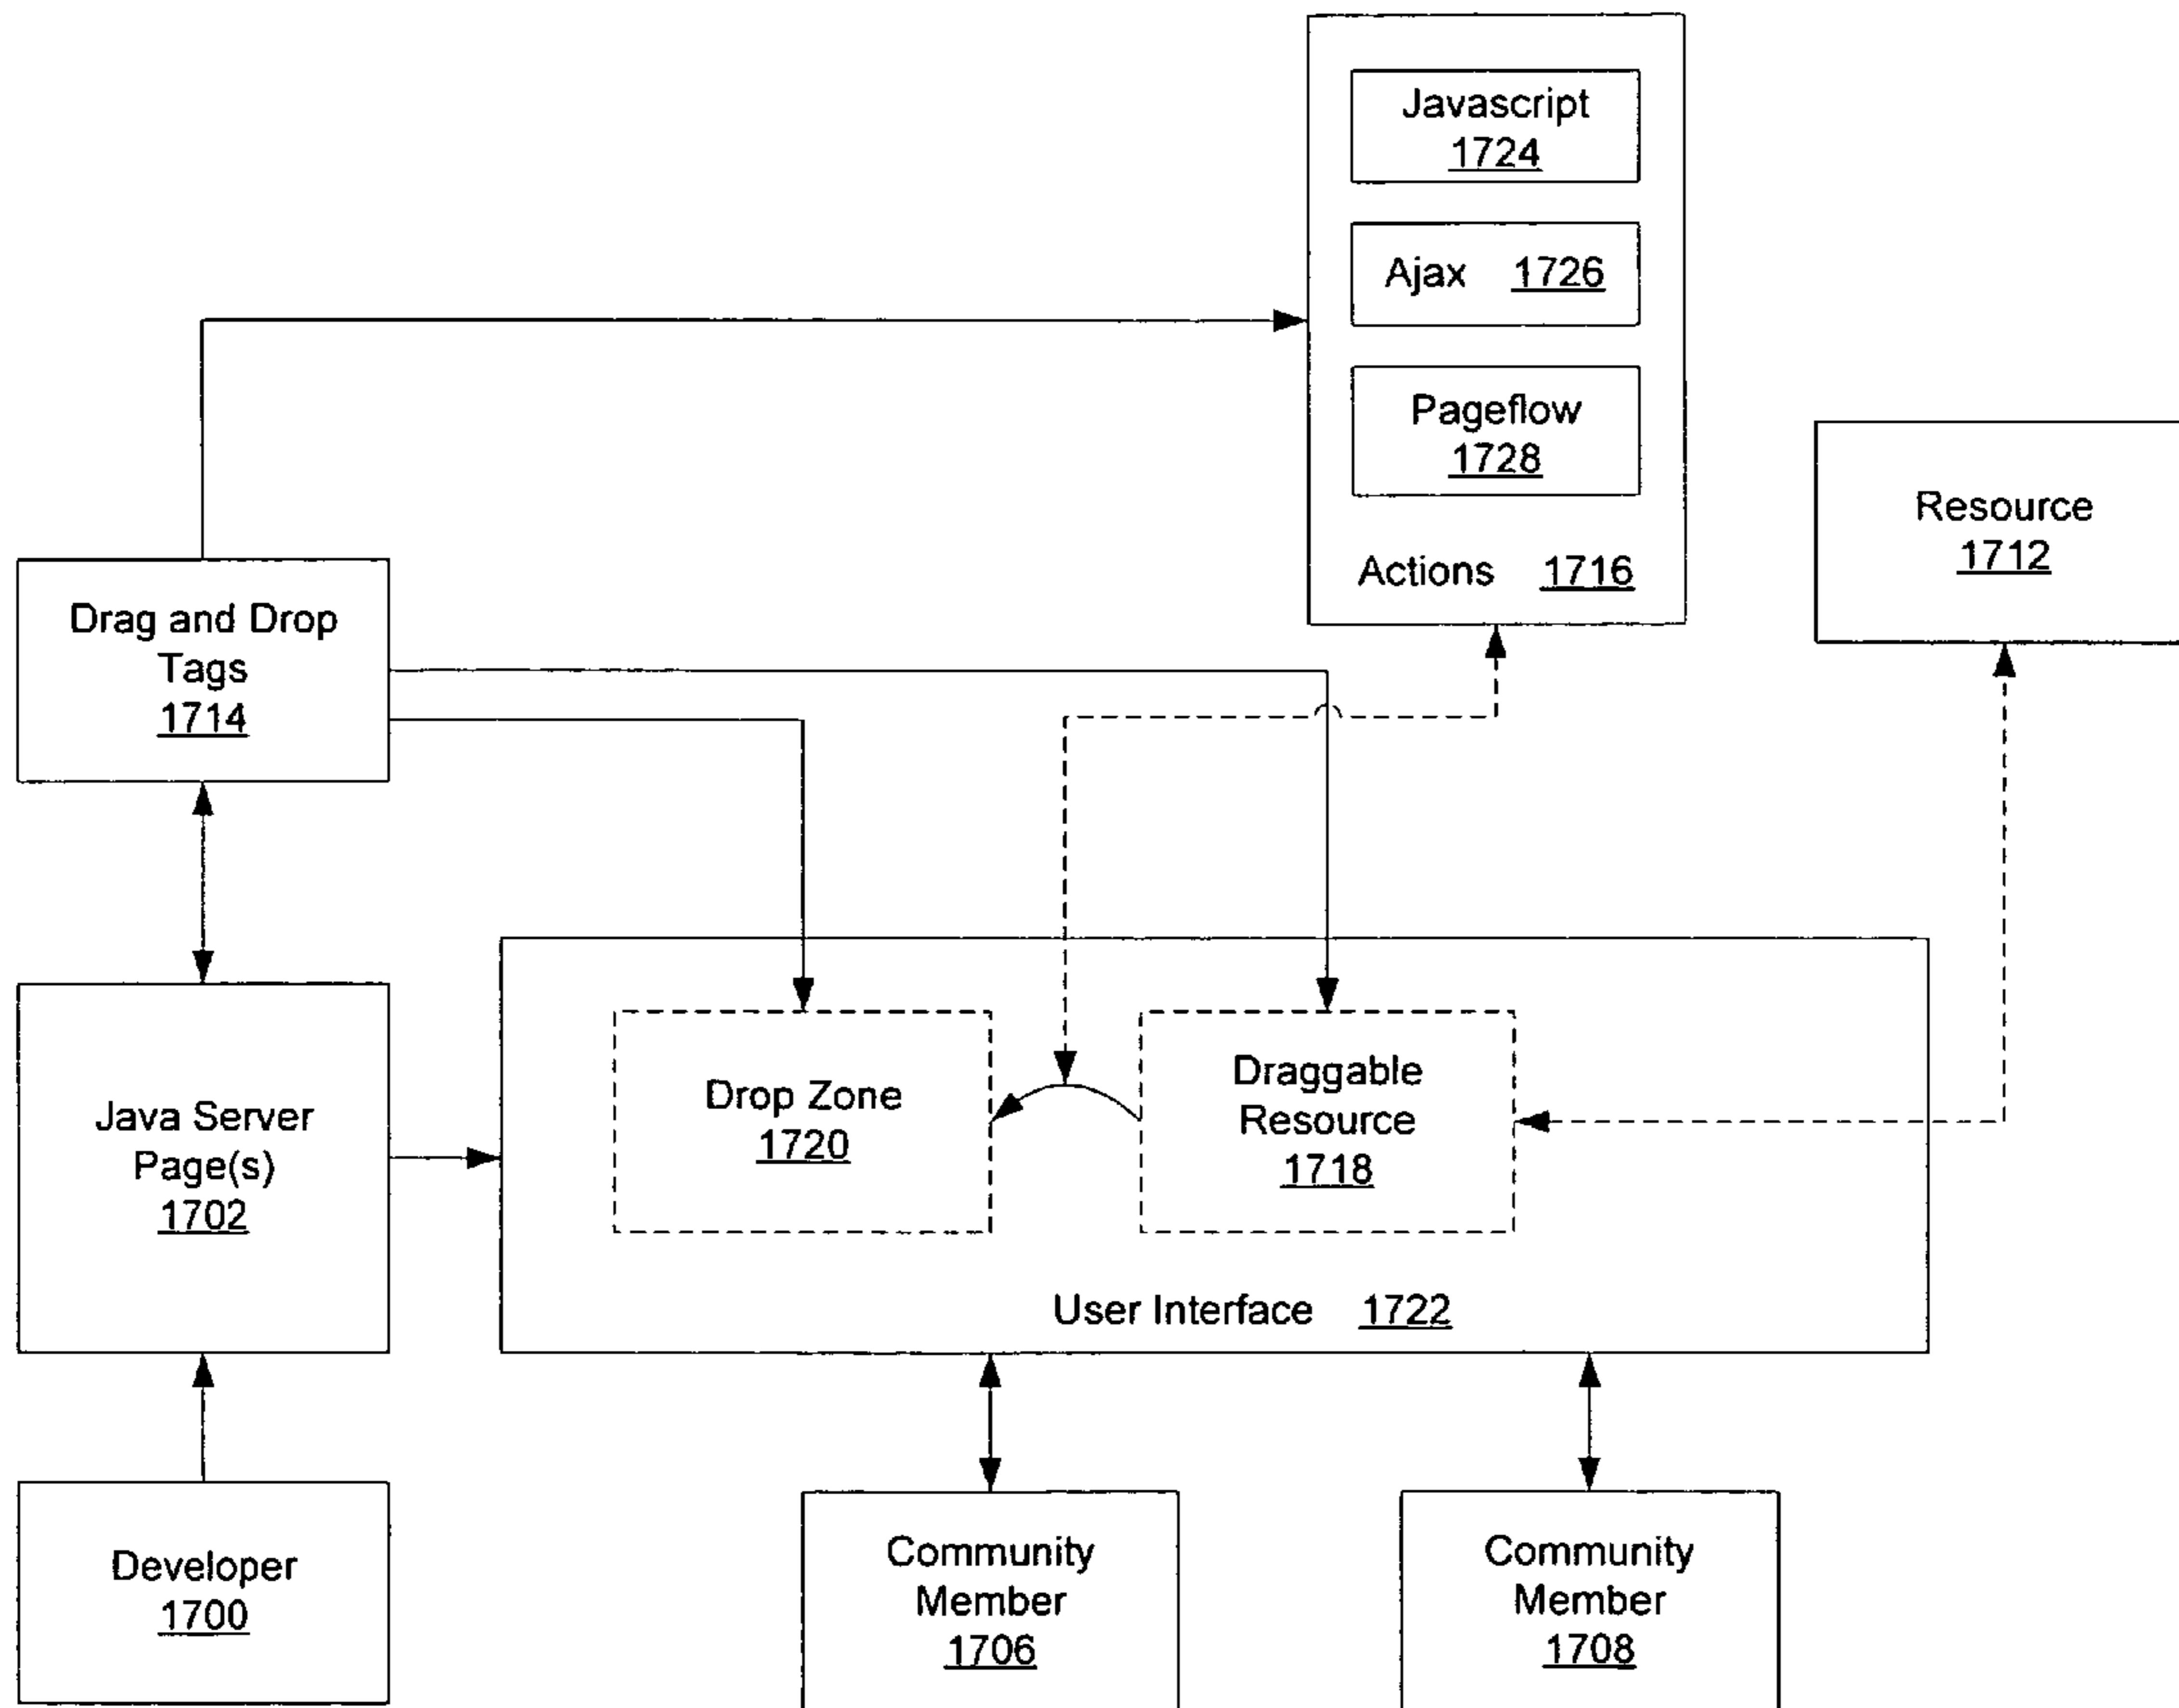 Javascript
1724
Ajax 1726
Pageflow
1728
Actions 1716
Resource
1712
Drag and Drop
Tags
1714
Drop Zone
1720
Draggable
Resource
1718
Java Server
Page(s)
1702
User Interface 1722
Developer
1700
Community
Member
1706
Community
Member
1708